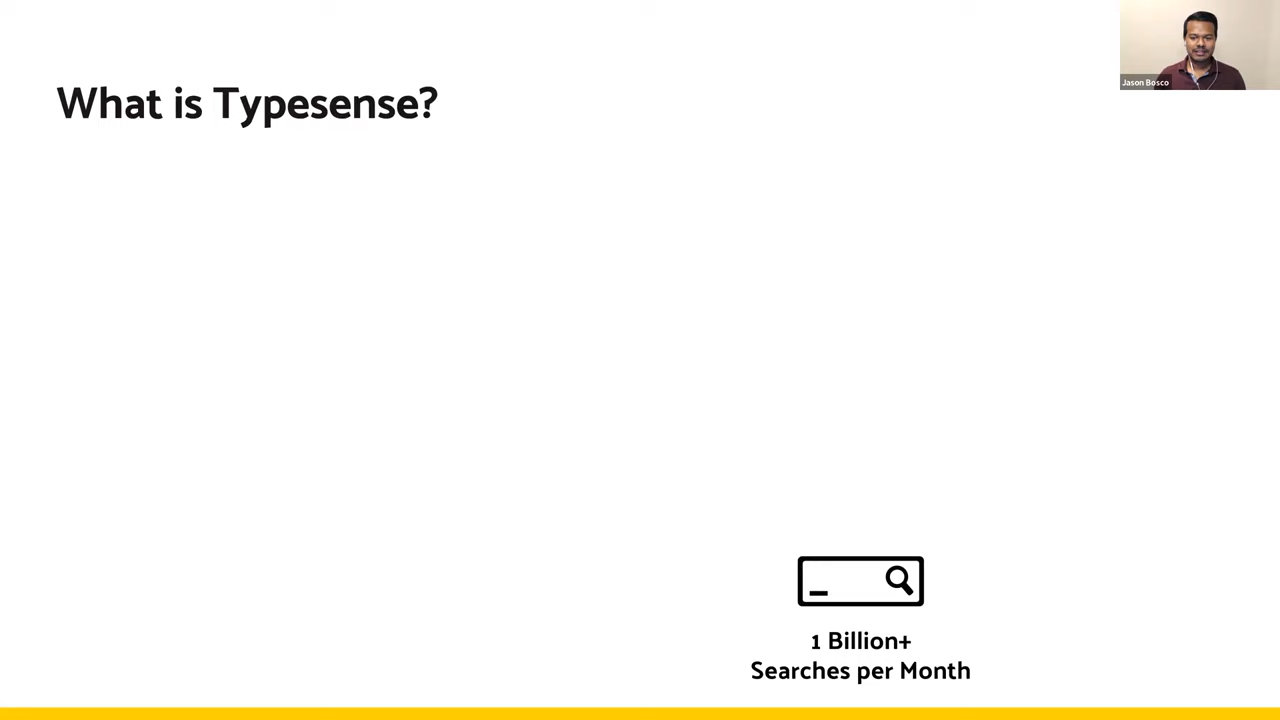 Jason Bosco
What is Typesense?
1 Billion+
Searches per Month